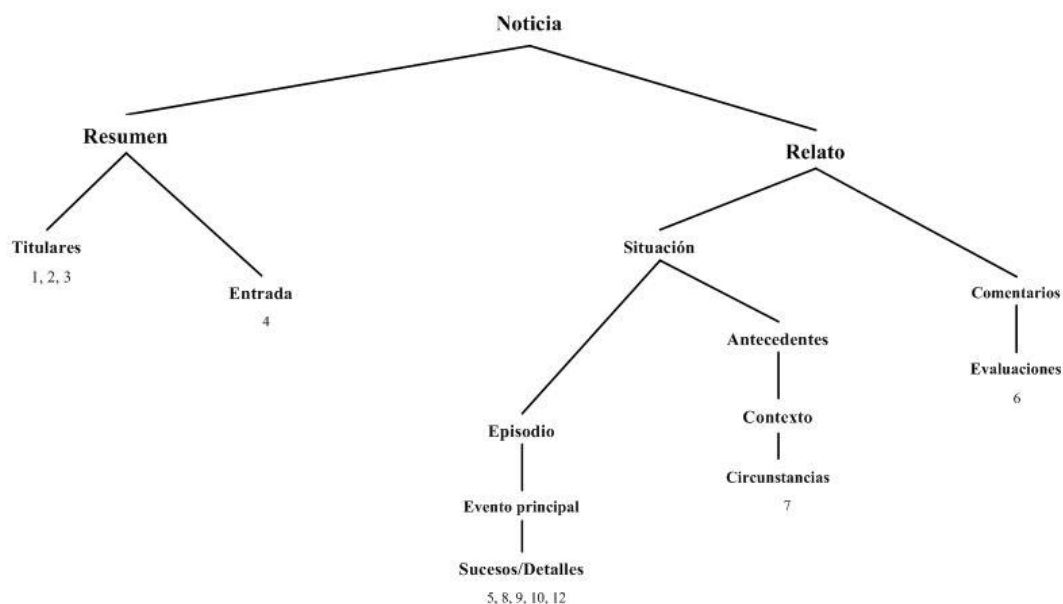 Noticia
Resumen
Relato
Titulares
1, 2, 3
Situación
Entrada
4
Comentarios
Antecedentes
Evaluaciones
6
Contexto
Episodio
Circunstancias
7
Evento principal
Sucesos/Detalles
5, 8, 9, 10, 12